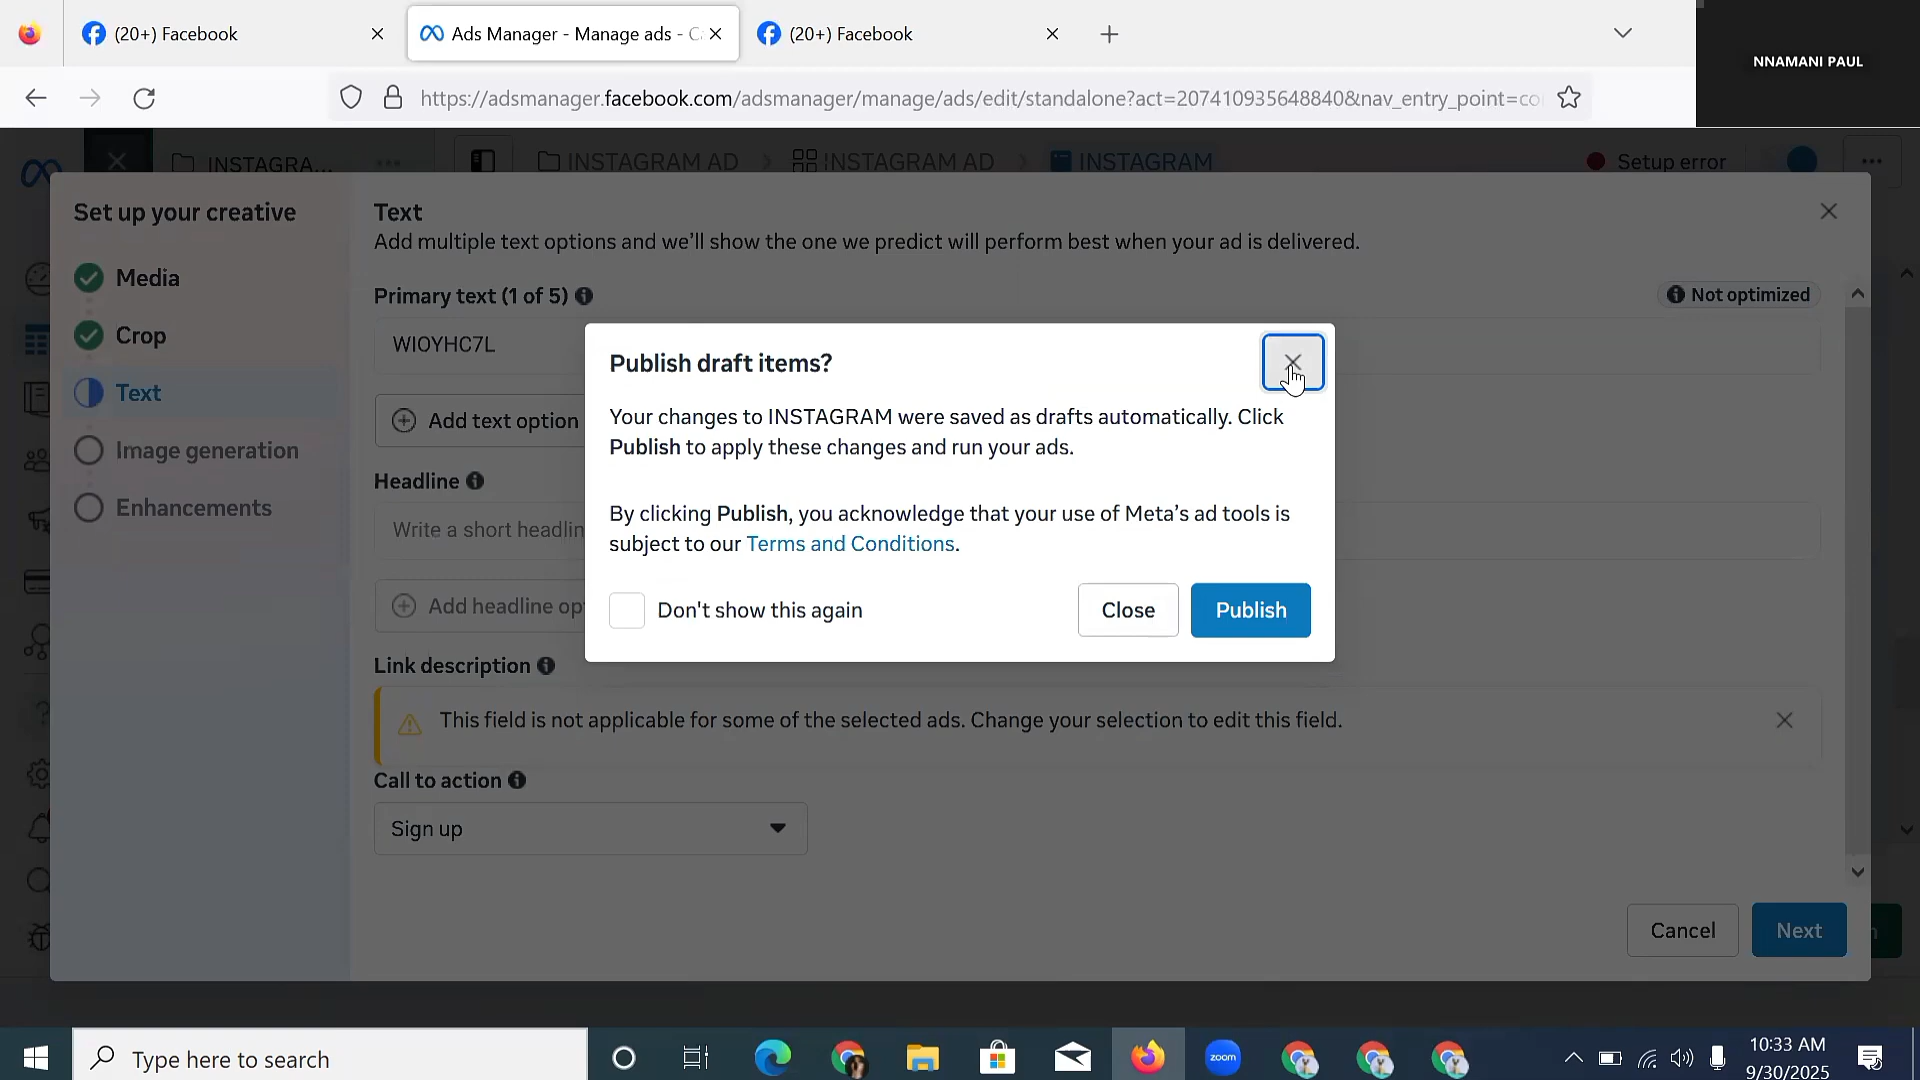 (20+) Facebook
Ads Manager - Manage ads - C
(20+) Facebook
NNAMANI PAUL
https://adsmanager.facebook.com/adsmanager/manage/ads/edit/standalone?act=207410935648840&nav_entry_point=co
INSTAGRA...
INSTAGRAM AD
INSTAGRAM AD
INSTAGRAM
Setup error
Set up your creative
Media
Crop
Text
Image generation
Enhancements
Text
Add multiple text options and we'll show the one we predict will perform best when your ad is delivered.
Primary text (1 of 5)
Not optimized
WIOYHC7L
Add text option
Headline
Write a short headlin
Add headline op
Link description
This field is not applicable for some of the selected ads. Change your selection to edit this field.
Call to action
Sign up
Cancel
Next
Publish draft items?
Your changes to INSTAGRAM were saved as drafts automatically. Click
Publish to apply these changes and run your ads.
By clicking Publish, you acknowledge that your use of Meta's ad tools is
subject to our Terms and Conditions.
Don't show this again
Close
Publish
Type here to search
zoom
10:33 AM
9/30/2025